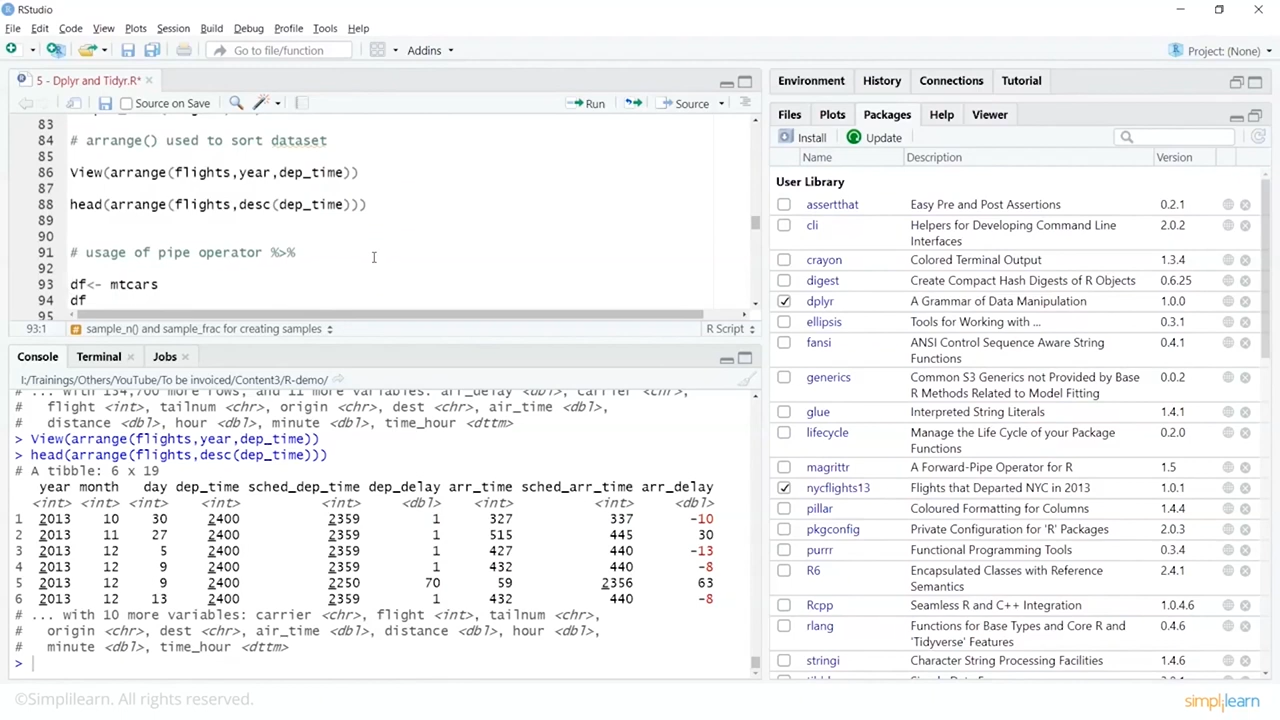 RStudio
File Edit Code View Plots Session Build Debug Profile Tools Help
Go to file/function Addins Project: (None)
5 - Dplyr and Tidyr.R*
Source on Save Run Source
83
84 # arrange() used to sort dataset
85
86 View(arrange(flights,year,dep_time))
87
88 head(arrange(flights,desc(dep_time)))
89
90
91 # usage of pipe operator %>%
92
93 df<- mtcars
94 df
95
93:1 sample_n() and sample_frac for creating samples R Script
Console Terminal Jobs
I:/Trainings/Others/YouTube/To be invoiced/Content3/R-demo/
# ... with 134,700 more rows, and 11 more variables: arr_delay <dbl>, carrier <chr>,
# flight <int>, tailnum <chr>, origin <chr>, dest <chr>, air_time <dbl>,
# distance <dbl>, hour <dbl>, minute <dbl>, time_hour <dttm>
> View(arrange(flights,year,dep_time))
> head(arrange(flights,desc(dep_time)))
# A tibble: 6 x 19
year month day dep_time sched_dep_time dep_delay arr_time sched_arr_time arr_delay
<int> <int> <int> <int> <int> <dbl> <int> <int> <dbl>
1 2013 10 30 2400 2359 1 327 337 -10
2 2013 11 27 2400 2359 1 515 445 30
3 2013 12 5 2400 2359 1 427 440 -13
4 2013 12 9 2400 2359 1 432 440 -8
5 2013 12 9 2400 2250 70 59 2356 63
6 2013 12 13 2400 2359 1 432 440 -8
# ... with 10 more variables: carrier <chr>, flight <int>, tailnum <chr>,
# origin <chr>, dest <chr>, air_time <dbl>, distance <dbl>, hour <dbl>,
# minute <dbl>, time_hour <dttm>
>
Environment History Connections Tutorial
Files Plots Packages Help Viewer
Install Update
Name Description Version
User Library
assertthat Easy Pre and Post Assertions 0.2.1
cli Helpers for Developing Command Line 2.0.2
Interfaces
crayon Colored Terminal Output 1.3.4
digest Create Compact Hash Digests of R Objects 0.6.25
dplyr A Grammar of Data Manipulation 1.0.0
ellipsis Tools for Working with ... 0.3.1
fansi ANSI Control Sequence Aware String 0.4.1
Functions
generics Common S3 Generics not Provided by Base 0.0.2
R Methods Related to Model Fitting
glue Interpreted String Literals 1.4.1
lifecycle Manage the Life Cycle of your Package 0.2.0
Functions
magrittr A Forward-Pipe Operator for R 1.5
nycflights13 Flights that Departed NYC in 2013 1.0.1
pillar Coloured Formatting for Columns 1.4.4
pkgconfig Private Configuration for 'R' Packages 2.0.3
purrr Functional Programming Tools 0.3.4
R6 Encapsulated Classes with Reference 2.4.1
Semantics
Rcpp Seamless R and C++ Integration 1.0.4.6
rlang Functions for Base Types and Core R and 0.4.6
'Tidyverse' Features
stringi Character String Processing Facilities 1.4.6
©Simplilearn. All rights reserved.
simplilearn